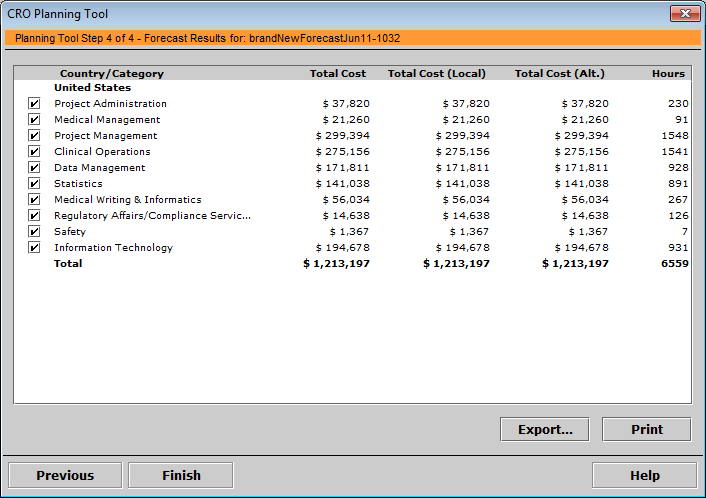 CRO Planning Tool
Planning Tool Step 4 of 4 - Forecast Results for: brandNewForecastJun11-1032
Country/Category Total Cost Total Cost (Local) Total Cost (Alt.) Hours
United States
Project Administration $ 37,820 $ 37,820 $ 37,820 230
Medical Management $ 21,260 $ 21,260 $ 21,260 91
Project Management $ 299,394 $ 299,394 $ 299,394 1548
Clinical Operations $ 275,156 $ 275,156 $ 275,156 1541
Data Management $ 171,811 $ 171,811 $ 171,811 928
Statistics $ 141,038 $ 141,038 $ 141,038 891
Medical Writing & Informatics $ 56,034 $ 56,034 $ 56,034 267
Regulatory Affairs/Compliance Servic... $ 14,638 $ 14,638 $ 14,638 126
Safety $ 1,367 $ 1,367 $ 1,367 7
Information Technology $ 194,678 $ 194,678 $ 194,678 931
Total $ 1,213,197 $ 1,213,197 $ 1,213,197 6559
Export... Print
Previous Finish Help